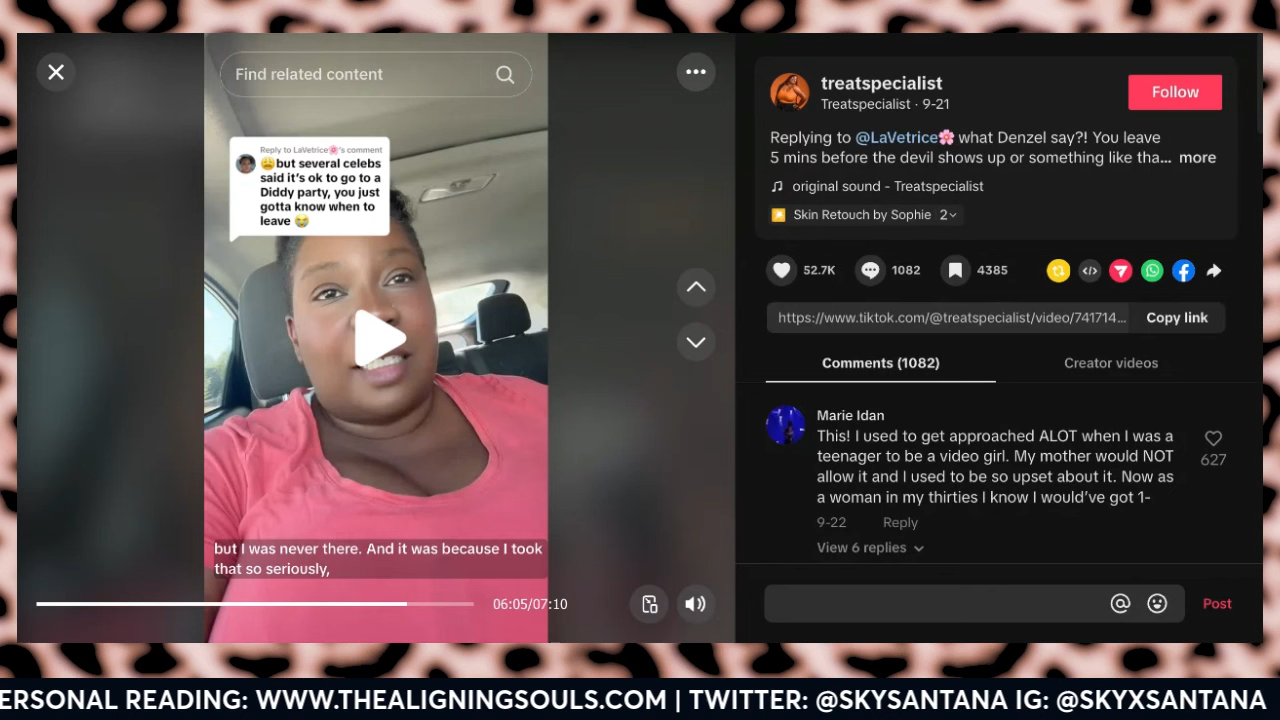 Find related content
Reply to LaVetrice🌸's comment
😩but several celebs
said it's ok to go to a
Diddy party, you just
gotta know when to
leave 😭
but I was never there. And it was because I took
that so seriously,
06:05/07:10
treatspecialist
Treatspecialist · 9-21
Follow
Replying to @LaVetrice🌸 what Denzel say?! You leave
5 mins before the devil shows up or something like tha... more
original sound - Treatspecialist
Skin Retouch by Sophie 2
52.7K 1082 4385
https://www.tiktok.com/@treatspecialist/video/741714... Copy link
Comments (1082) Creator videos
Marie Idan
This! I used to get approached ALOT when I was a
teenager to be a video girl. My mother would NOT
allow it and I used to be so upset about it. Now as
a woman in my thirties I know I would've got 1-
627
9-22 Reply
View 6 replies
Post
ERSONAL READING: WWW.THEALIGNINGSOULS.COM | TWITTER: @SKYSANTANA IG: @SKYXSANTANA